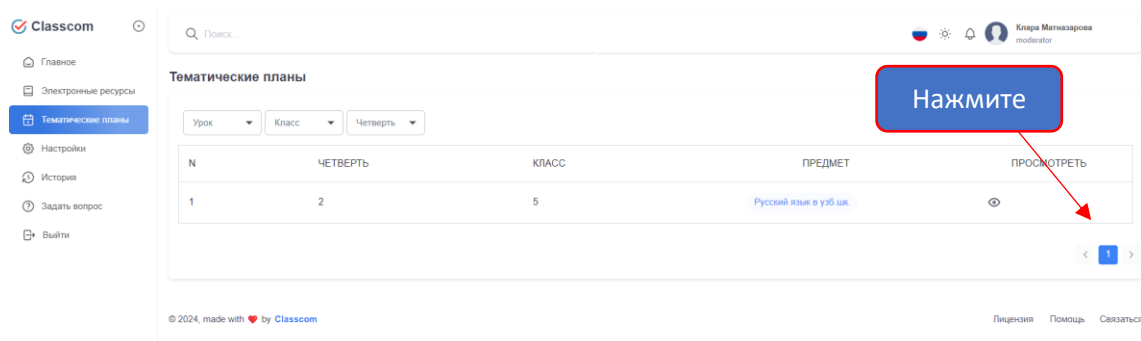 Classcom
Поиск...
Клара Матназарова
moderator
Главное
Электронные ресурсы
Тематические планы
Настройки
История
Задать вопрос
Выйти
Тематические планы
Нажмите
Урок Класс Четверть
N ЧЕТВЕРТЬ КЛАСС ПРЕДМЕТ ПРОСМОТРЕТЬ
1 2 5 Русский язык в узб.шк.
< 1 >
© 2024, made with ❤ by Classcom
Лицензия Помощь Связаться